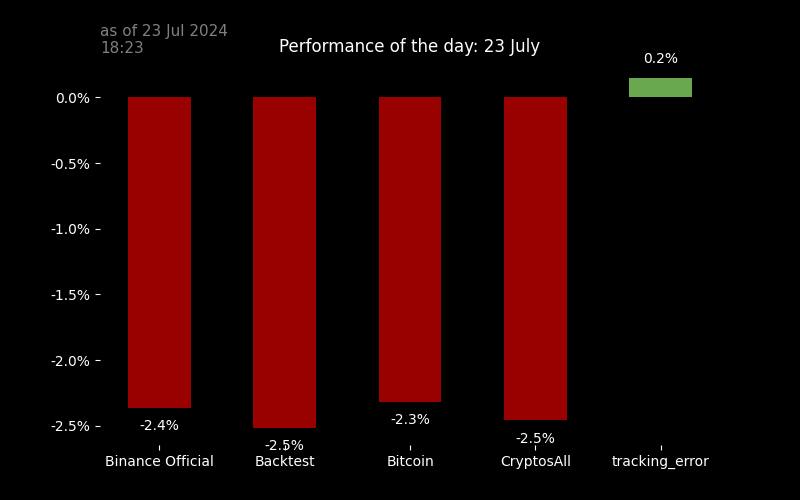 as of 23 Jul 2024
18:23
Performance of the day: 23 July
0.2%
0.0%
-0.5%
-1.0%
-1.5%
-2.0%
-2.5%
-2.4%
-2.5%
-2.3%
-2.5%
Binance Official
Backtest
Bitcoin
CryptosAll
tracking_error